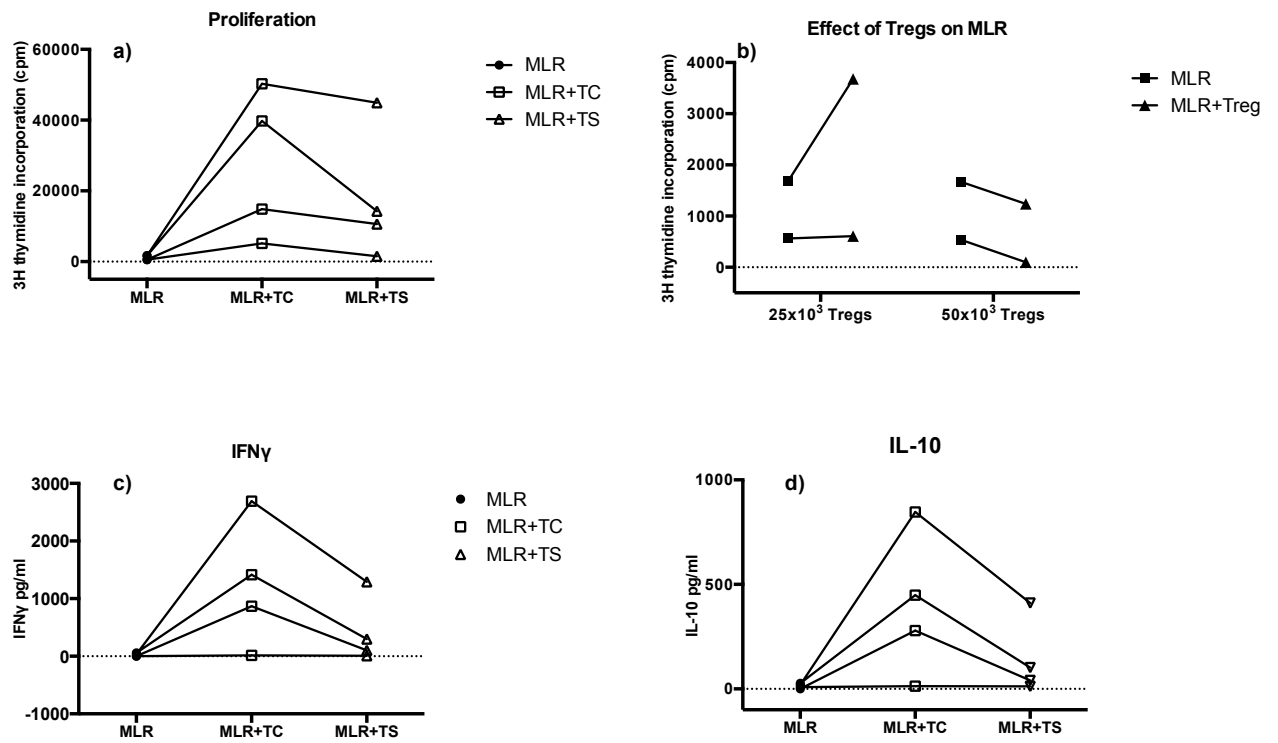 Proliferation
a)
3H thymidine incorporation (cpm)
60000
40000
20000
0
MLR
MLR+TC
MLR+TS
MLR
MLR+TC
MLR+TS
Effect of Tregs on MLR
b)
3H thymidine incorporation (cpm)
4000
3000
2000
1000
0
25x10³ Tregs
50x10³ Tregs
MLR
MLR+Treg
IFNγ
c)
IFNγ pg/ml
3000
2000
1000
0
-1000
MLR
MLR+TC
MLR+TS
MLR
MLR+TC
MLR+TS
IL-10
d)
IL-10 pg/ml
1000
500
0
MLR
MLR+TC
MLR+TS